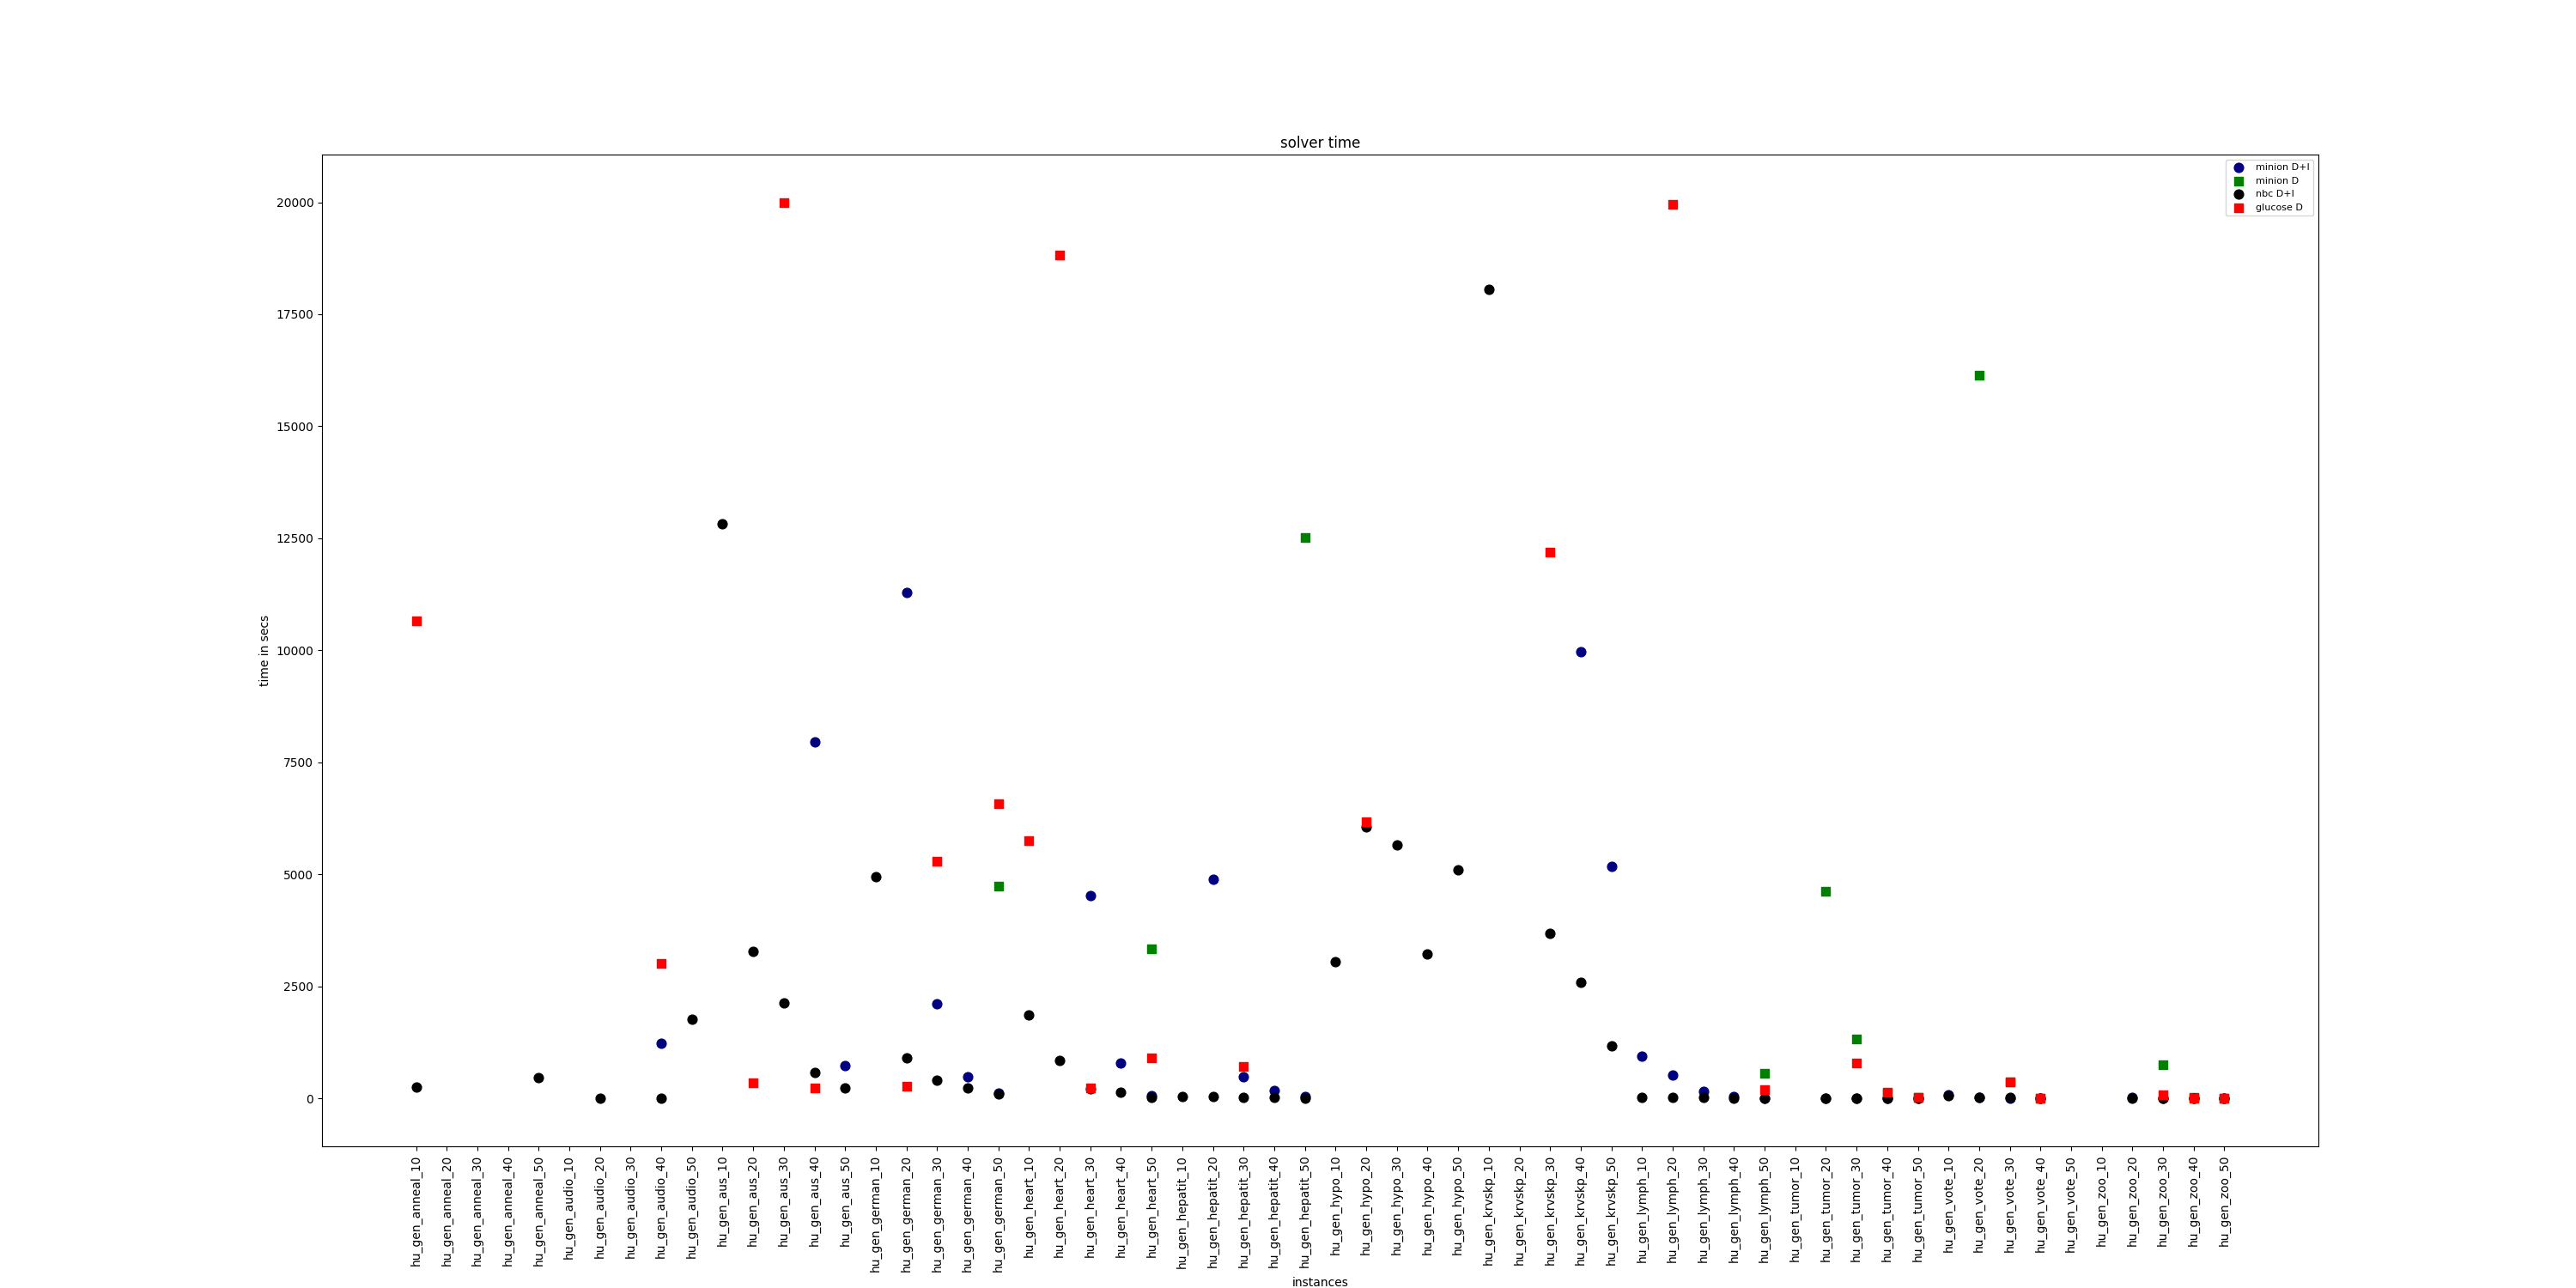 solver time
minion D+I
minion D
nbc D+I
glucose D
time in secs
20000
17500
15000
12500
10000
7500
5000
2500
0
hu_gen_anneal_10
hu_gen_anneal_20
hu_gen_anneal_30
hu_gen_anneal_40
hu_gen_anneal_50
hu_gen_audio_10
hu_gen_audio_20
hu_gen_audio_30
hu_gen_audio_40
hu_gen_audio_50
hu_gen_aus_10
hu_gen_aus_20
hu_gen_aus_30
hu_gen_aus_40
hu_gen_aus_50
hu_gen_german_10
hu_gen_german_20
hu_gen_german_30
hu_gen_german_40
hu_gen_german_50
hu_gen_heart_10
hu_gen_heart_20
hu_gen_heart_30
hu_gen_heart_40
hu_gen_heart_50
hu_gen_hepatit_10
hu_gen_hepatit_20
hu_gen_hepatit_30
hu_gen_hepatit_40
hu_gen_hepatit_50
hu_gen_hypo_10
hu_gen_hypo_20
hu_gen_hypo_30
hu_gen_hypo_40
hu_gen_hypo_50
hu_gen_krvskp_10
hu_gen_krvskp_20
hu_gen_krvskp_30
hu_gen_krvskp_40
hu_gen_krvskp_50
hu_gen_lymph_10
hu_gen_lymph_20
hu_gen_lymph_30
hu_gen_lymph_40
hu_gen_lymph_50
hu_gen_tumor_10
hu_gen_tumor_20
hu_gen_tumor_30
hu_gen_tumor_40
hu_gen_tumor_50
hu_gen_vote_10
hu_gen_vote_20
hu_gen_vote_30
hu_gen_vote_40
hu_gen_vote_50
hu_gen_zoo_10
hu_gen_zoo_20
hu_gen_zoo_30
hu_gen_zoo_40
hu_gen_zoo_50
instances